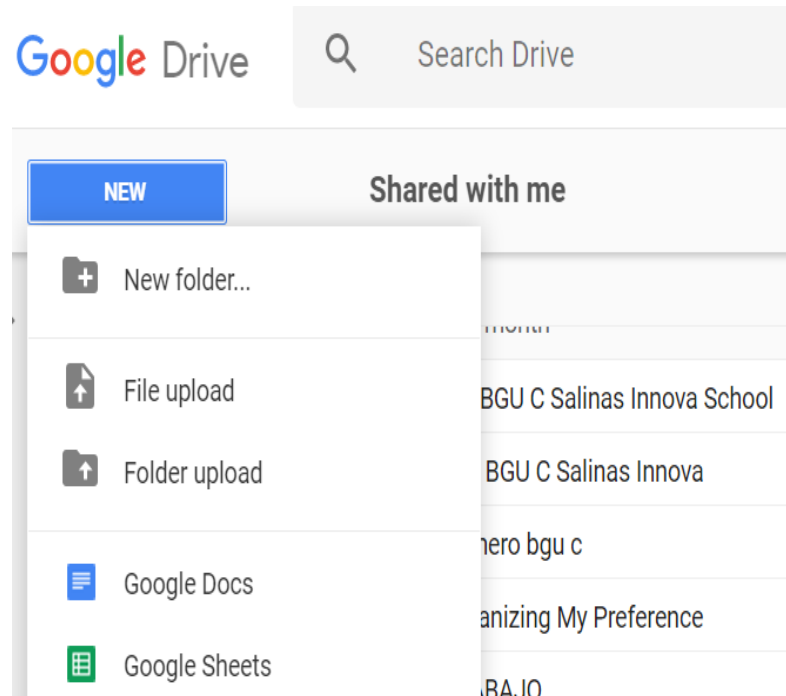 Google Drive
Search Drive
NEW
Shared with me
New folder...
month
File upload
BGU C Salinas Innova School
Folder upload
BGU C Salinas Innova
nero bgu c
Google Docs
anizing My Preference
Google Sheets
ABAJO